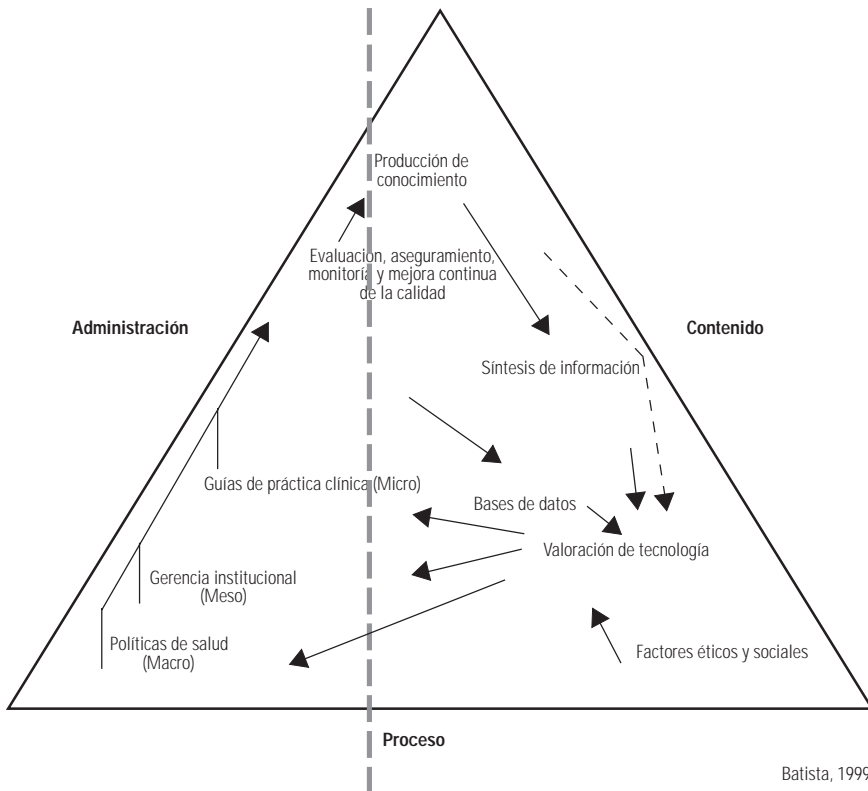 Producción de
conocimiento
Evaluación, aseguramiento,
monitoría y mejora continua
de la calidad
Administración
Contenido
Síntesis de información
Guías de práctica clínica (Micro)
Bases de datos
Valoración de tecnología
Gerencia institucional
(Meso)
Políticas de salud
(Macro)
Factores éticos y sociales
Proceso
Batista, 1999